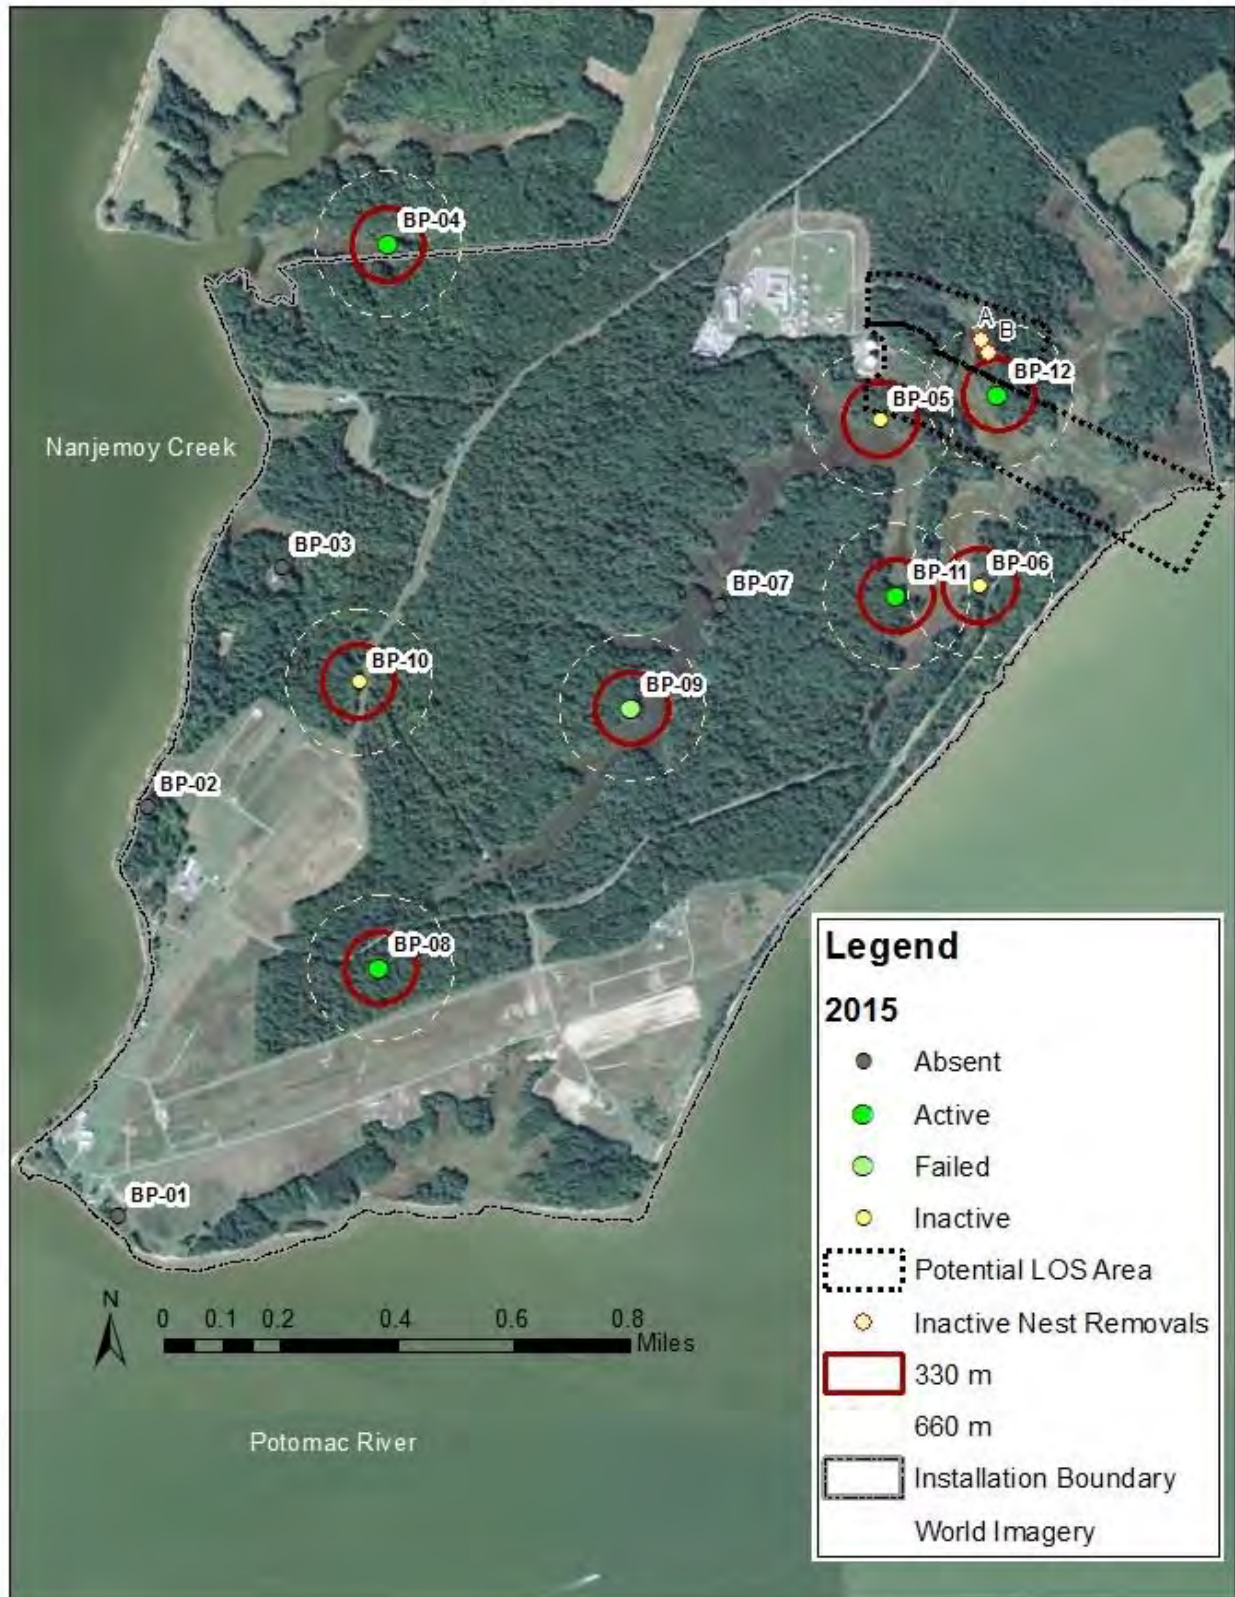 BP-04
A
B
BP-12
BP-05
Nanjemoy Creek
BP-03
BP-11
BP-06
BP-07
BP-10
BP-09
BP-02
BP-08
BP-01
Legend
2015
Absent
Active
Failed
Inactive
Potential LOS Area
Inactive Nest Removals
330 m
660 m
Installation Boundary
World Imagery
N
0 0.1 0.2 0.4 0.6 0.8
Miles
Potomac River